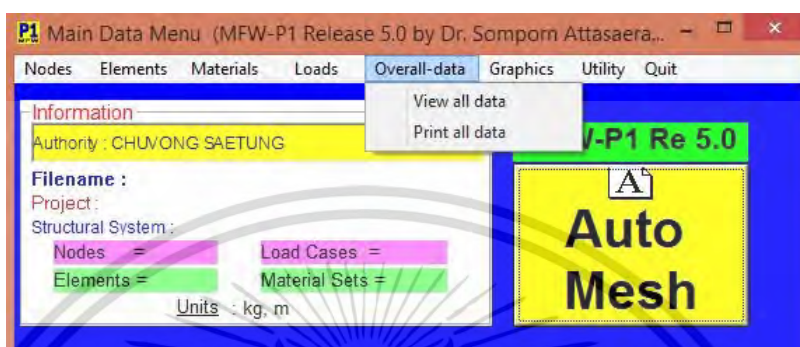 P1 Main Data Menu (MFW-P1 Release 5.0 by Dr. Somporn Attasaera...
Nodes Elements Materials Loads Overall-data Graphics Utility Quit
View all data
Print all data
Information
Authority : CHUVONG SAETUNG
-P1 Re 5.0
Filename :
Project :
Structural System :
Nodes =
Load Cases =
Elements =
Material Sets =
Units : kg, m
A
Auto
Mesh